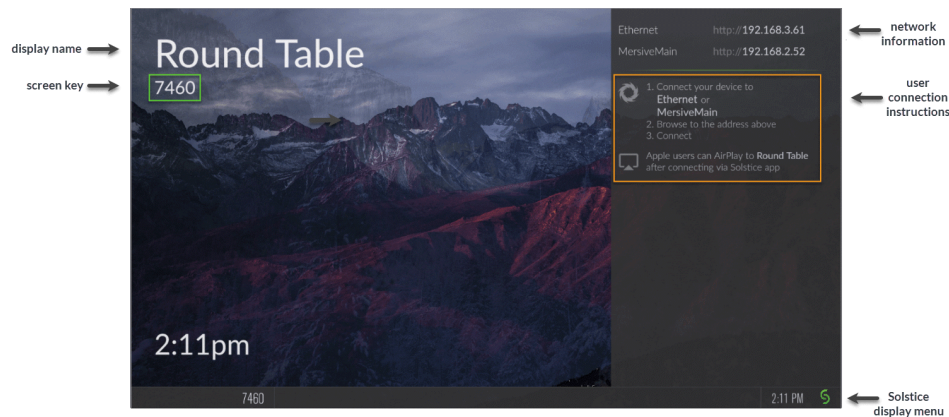 display name
screen key
Round Table
7460
2:11pm
Ethernet http://192.168.3.61
MersiveMain http://192.168.2.52
1. Connect your device to
Ethernet or
MersiveMain
2. Browse to the address above
3. Connect
Apple users can AirPlay to Round Table
after connecting via Solstice app
network
information
user
connection
instructions
7460
2:11 PM
Solstice
display menu